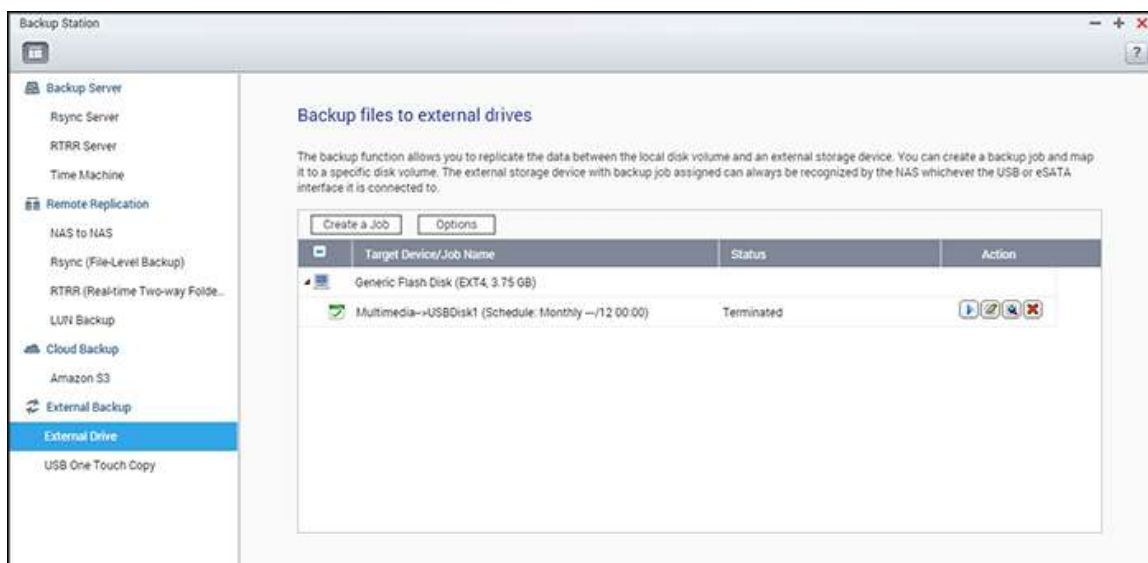 Backup Station
?
Backup Server
Rsync Server
RTRR Server
Time Machine
Remote Replication
NAS to NAS
Rsync (File-Level Backup)
RTRR (Real-time Two-way Folde...
LUN Backup
Cloud Backup
Amazon S3
External Backup
External Drive
USB One Touch Copy
Backup files to external drives
The backup function allows you to replicate the data between the local disk volume and an external storage device. You can create a backup job and map
it to a specific disk volume. The external storage device with backup job assigned can always be recognized by the NAS whichever the USB or eSATA
interface it is connected to.
Create a Job Options
Target Device/Job Name Status Action
Generic Flash Disk (EXT4, 3.75 GB)
Multimedia-->USBDisk1 (Schedule: Monthly ---/12 00:00) Terminated